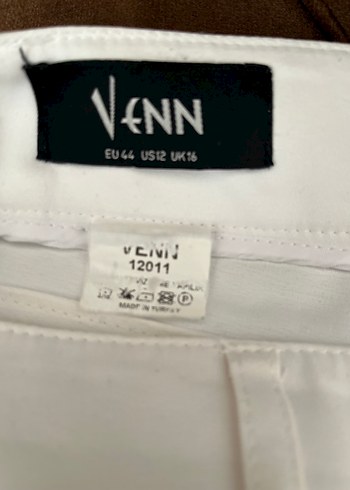 VENN
EU 44 US12 UK16
VENN
12011
MADE IN TURKEY